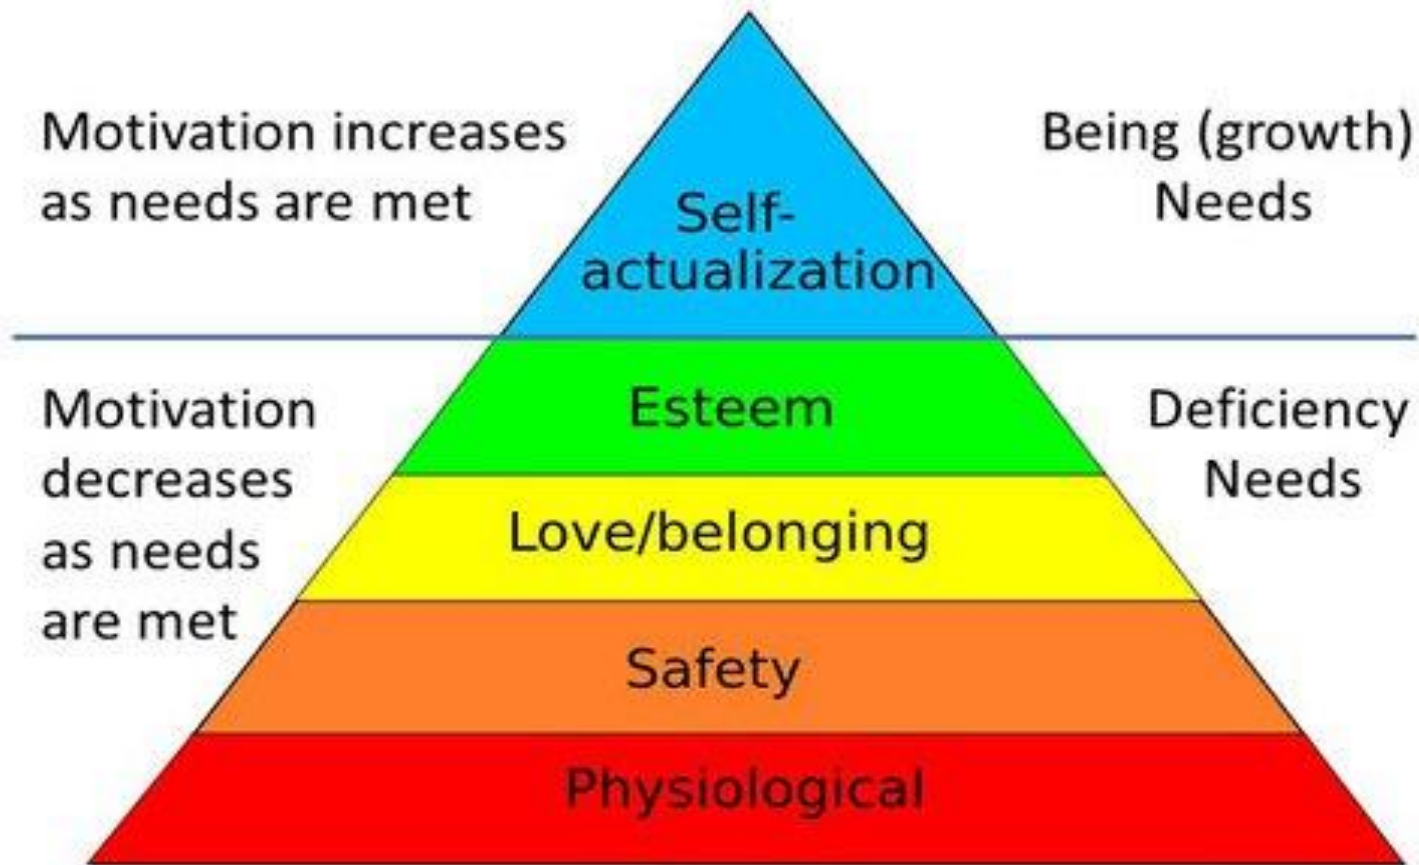 Motivation increases
as needs are met
Being (growth)
Needs
Self-
actualization
Motivation
decreases
as needs
are met
Esteem
Love/belonging
Safety
Physiological
Deficiency
Needs